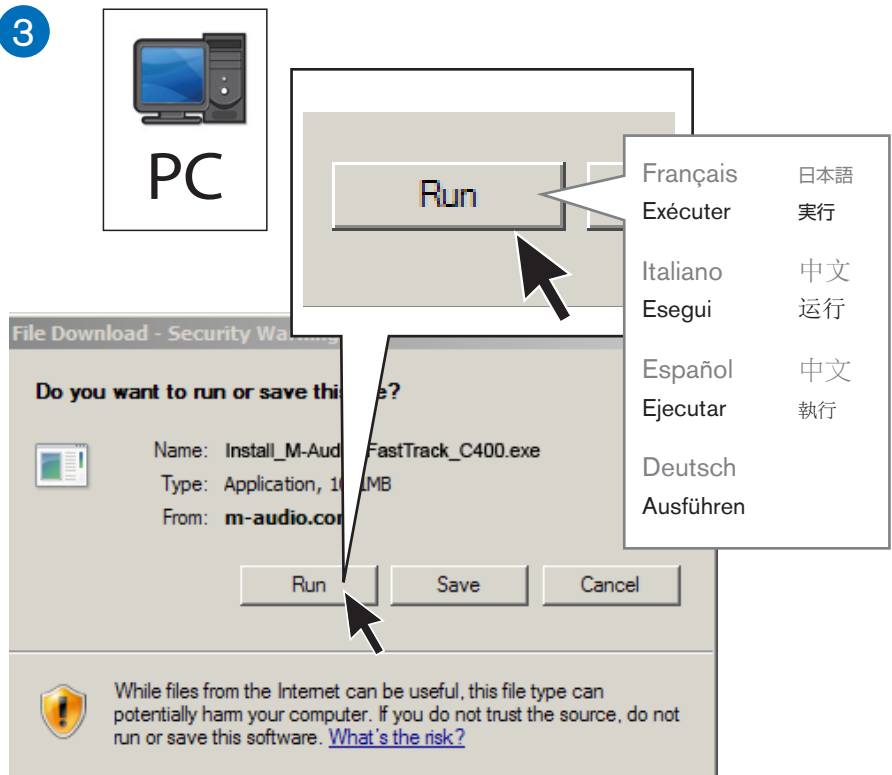 3
PC
Run
Français 日本語
Exécuter 実行
Italiano 中文
Esegui 运行
Español 中文
Ejecutar 執行
Deutsch
Ausführen
File Download - Security
Do you want to run or save this
Name: Install_M-Aud FastTrack_C400.exe
Type: Application, MB
From: m-audio.com
Run Save Cancel
While files from the Internet can be useful, this file type can
potentially harm your computer. If you do not trust the source, do not
run or save this software. What's the risk?